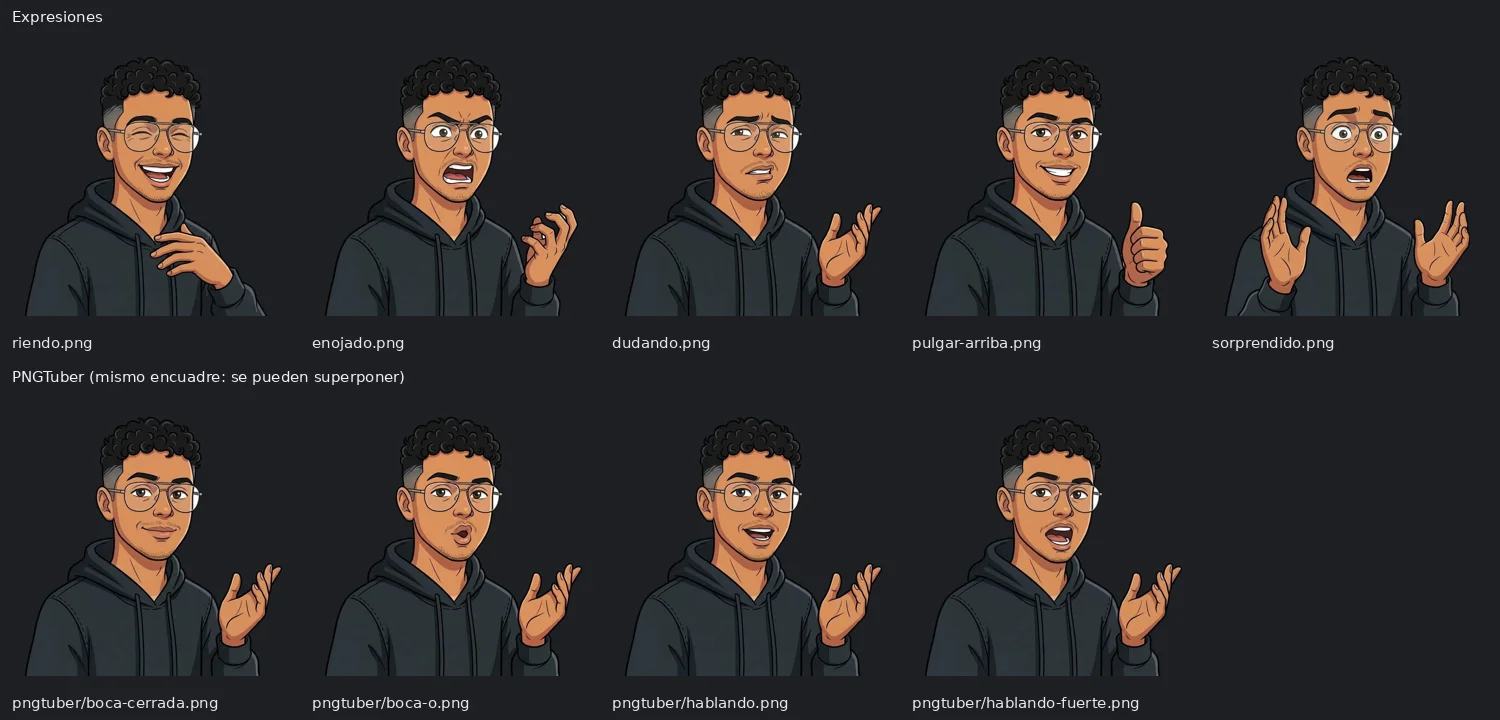 Expresiones
riendo.png
enojado.png
dudando.png
pulgar-arriba.png
sorprendido.png
PNGTuber (mismo encuadre: se pueden superponer)
pngtuber/boca-cerrada.png
pngtuber/boca-o.png
pngtuber/hablando.png
pngtuber/hablando-fuerte.png